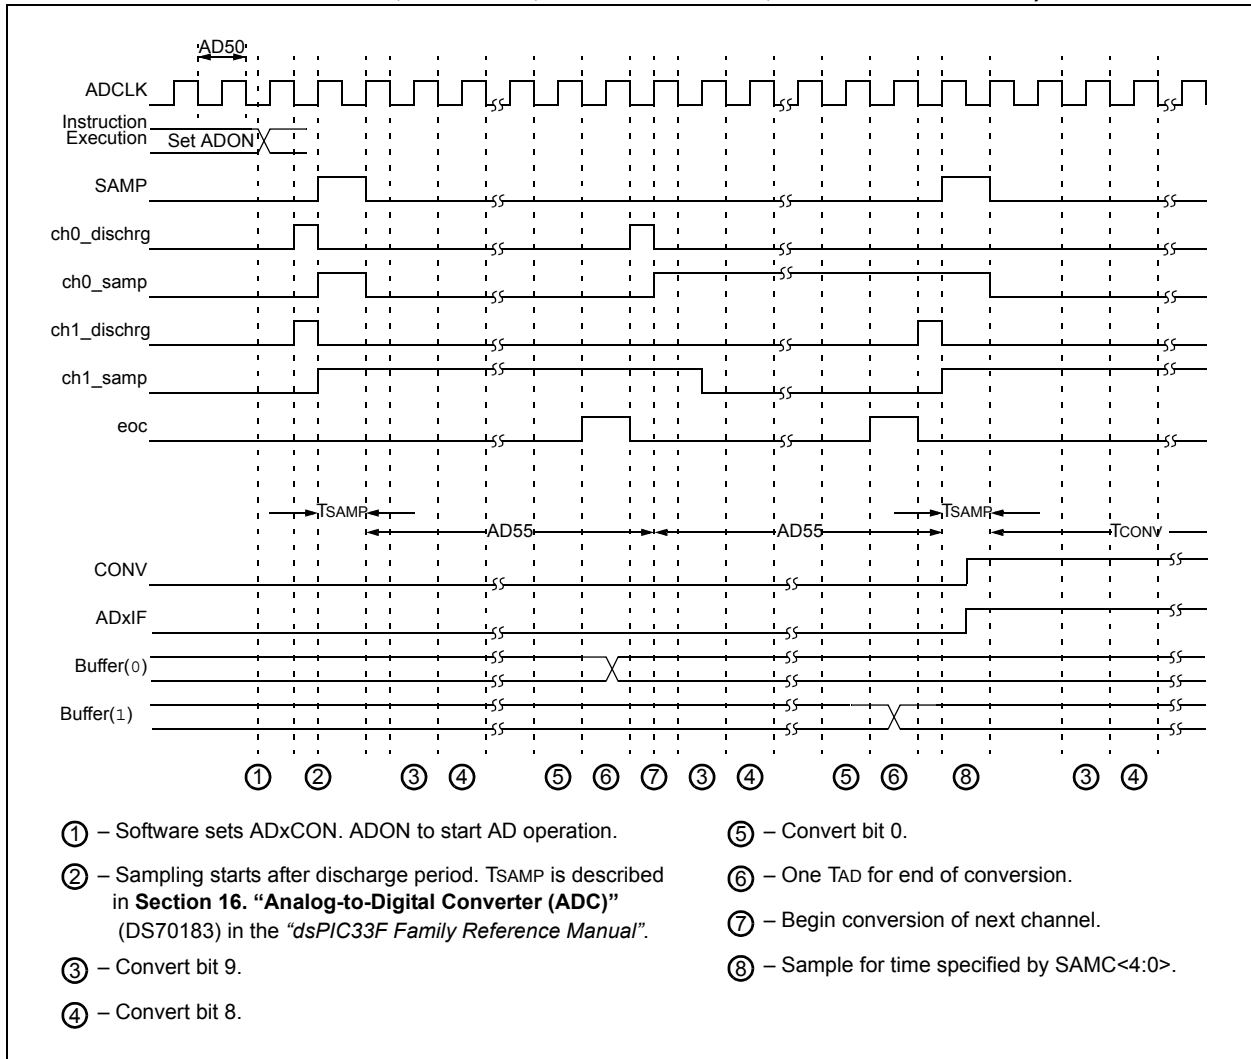 AD50
ADCLK
Instruction
Execution
Set ADON
SAMP
ch0_dischrg
ch0_samp
ch1_dischrg
ch1_samp
eoc
TSAMP
TSAMP
AD55
AD55
TCONV
CONV
ADxIF
Buffer(0)
Buffer(1)
1 2 3 4 5 6 7 3 4 5 6 8 3 4
1 – Software sets ADxCON. ADON to start AD operation.
2 – Sampling starts after discharge period. TSAMP is described
in Section 16. “Analog-to-Digital Converter (ADC)”
(DS70183) in the “dsPIC33F Family Reference Manual”.
3 – Convert bit 9.
4 – Convert bit 8.
5 – Convert bit 0.
6 – One TAD for end of conversion.
7 – Begin conversion of next channel.
8 – Sample for time specified by SAMC<4:0>.